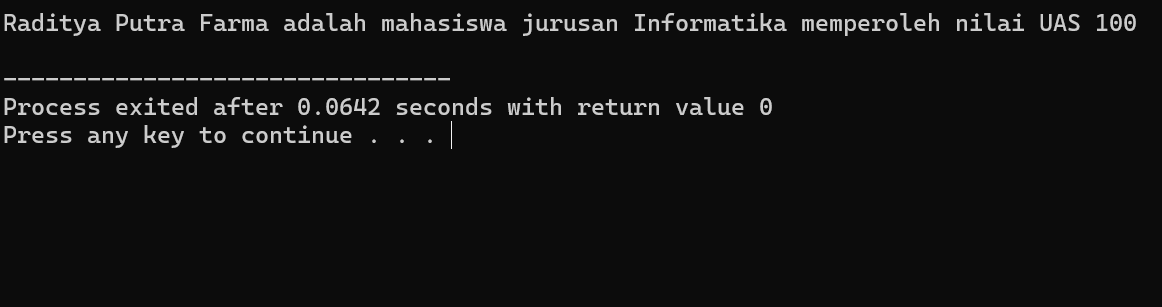 Raditya Putra Farma adalah mahasiswa jurusan Informatika memperoleh nilai UAS 100
--------------------------------
Process exited after 0.0642 seconds with return value 0
Press any key to continue . . .